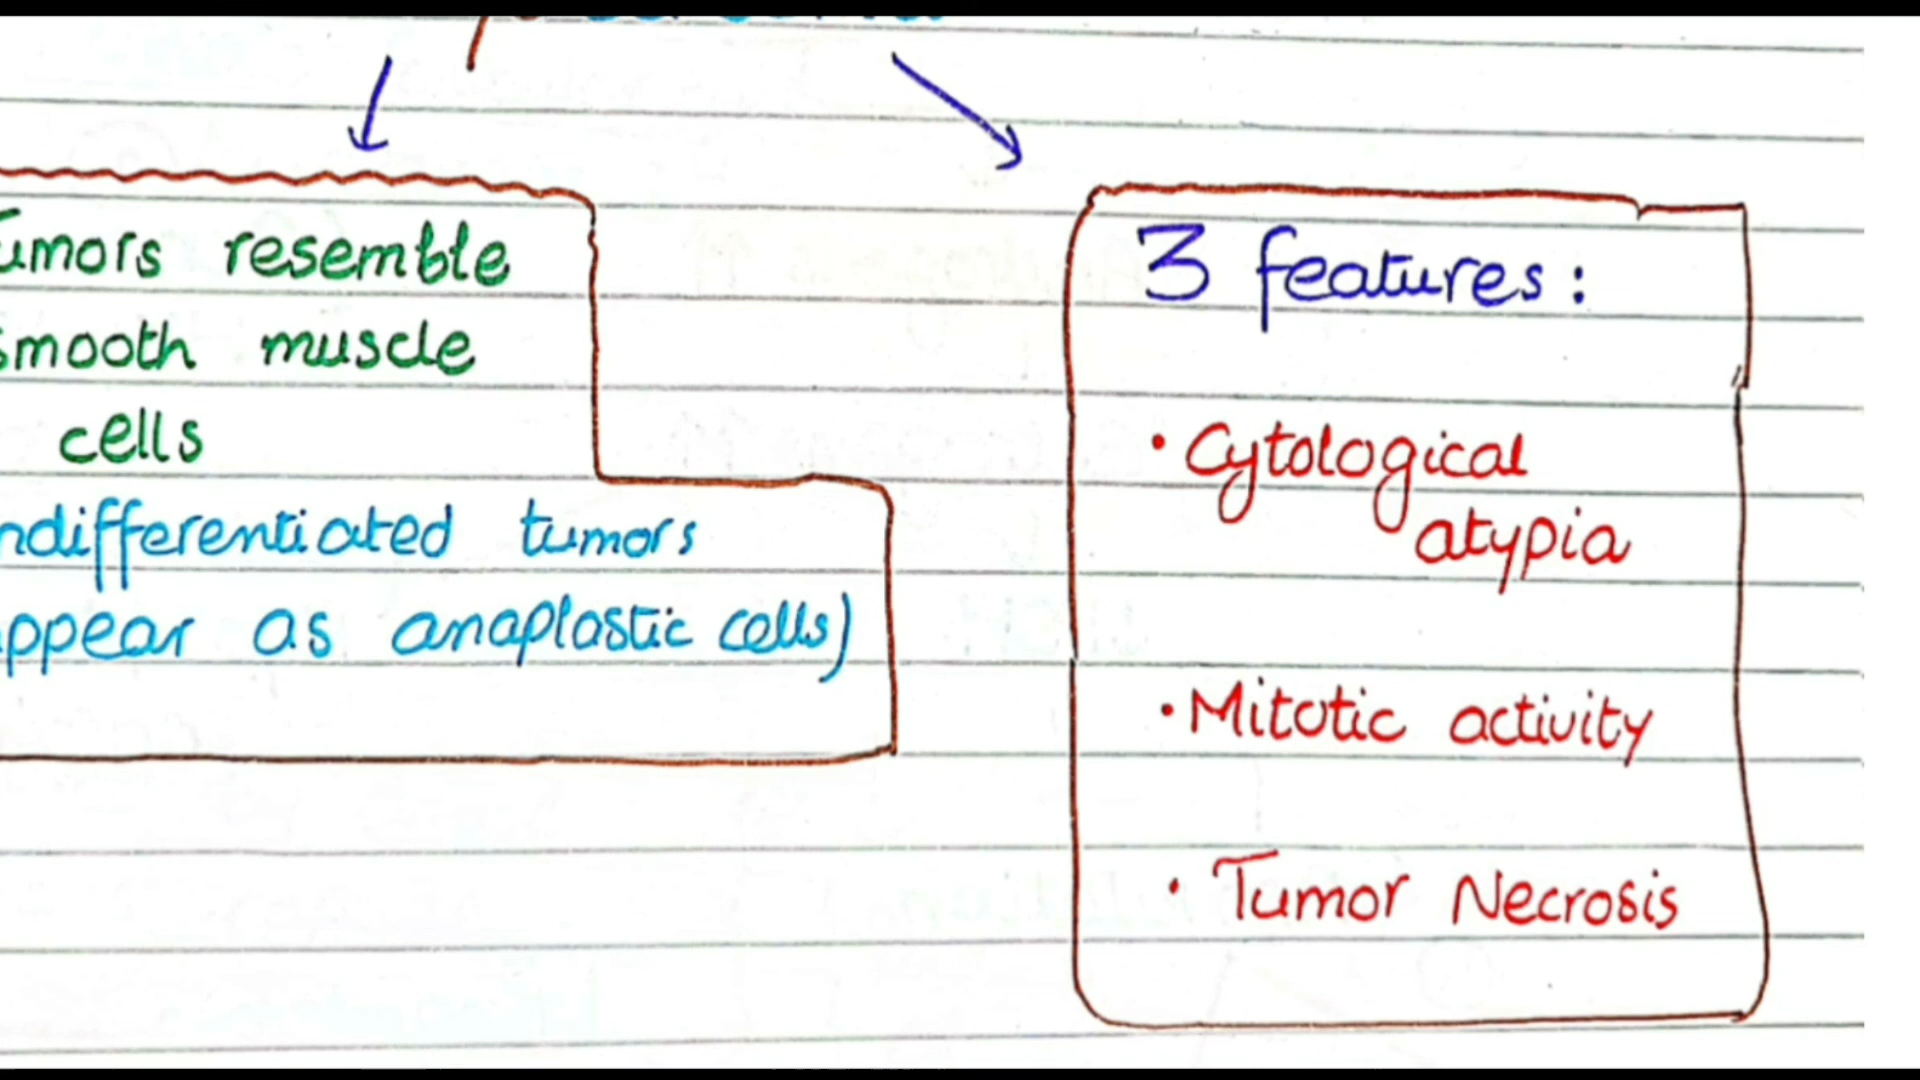 umors resemble
smooth muscle
cells
ndifferentiated tumors
ppear as anaplastic cells)
3 features:
• Cytological
atypia
• Mitotic activity
• Tumor Necrosis